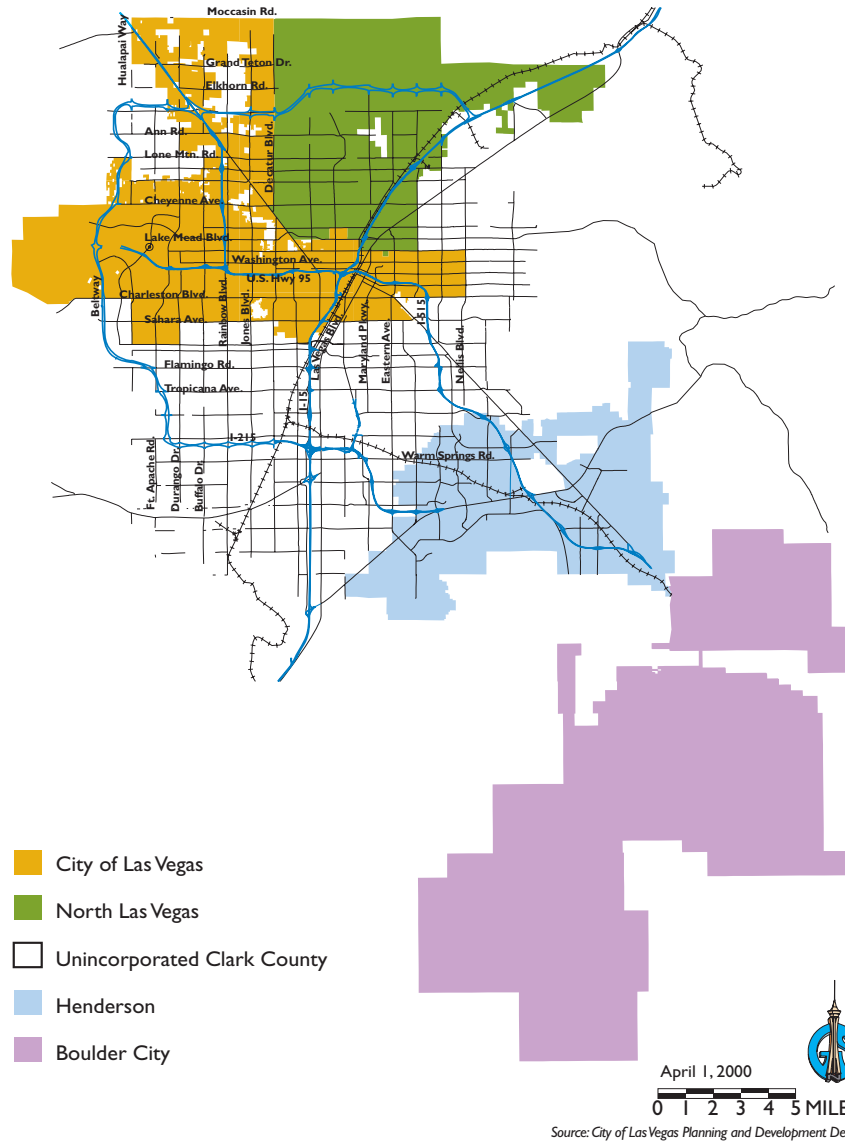 Moccasin Rd.
Hualapai Way
Grand Teton Dr.
Elkhorn Rd.
Ann Rd.
Decatur Blvd.
Lone Mtn. Rd.
Cheyenne Ave.
Lake Mead Blvd.
Washington Ave.
U.S. Hwy 95
Beltway
Charleston Blvd.
Rainbow Blvd.
Jones Blvd.
Sahara Ave.
Las Vegas Blvd.
Maryland Pkwy.
Eastern Ave.
I-515
Nellis Blvd.
Flamingo Rd.
Tropicana Ave.
I-15
I-215
Ft. Apache Rd.
Durango Dr.
Buffalo Dr.
Warm Springs Rd.
City of Las Vegas
North Las Vegas
Unincorporated Clark County
Henderson
Boulder City
April 1, 2000
0 1 2 3 4 5 MILE
Source: City of Las Vegas Planning and Development De